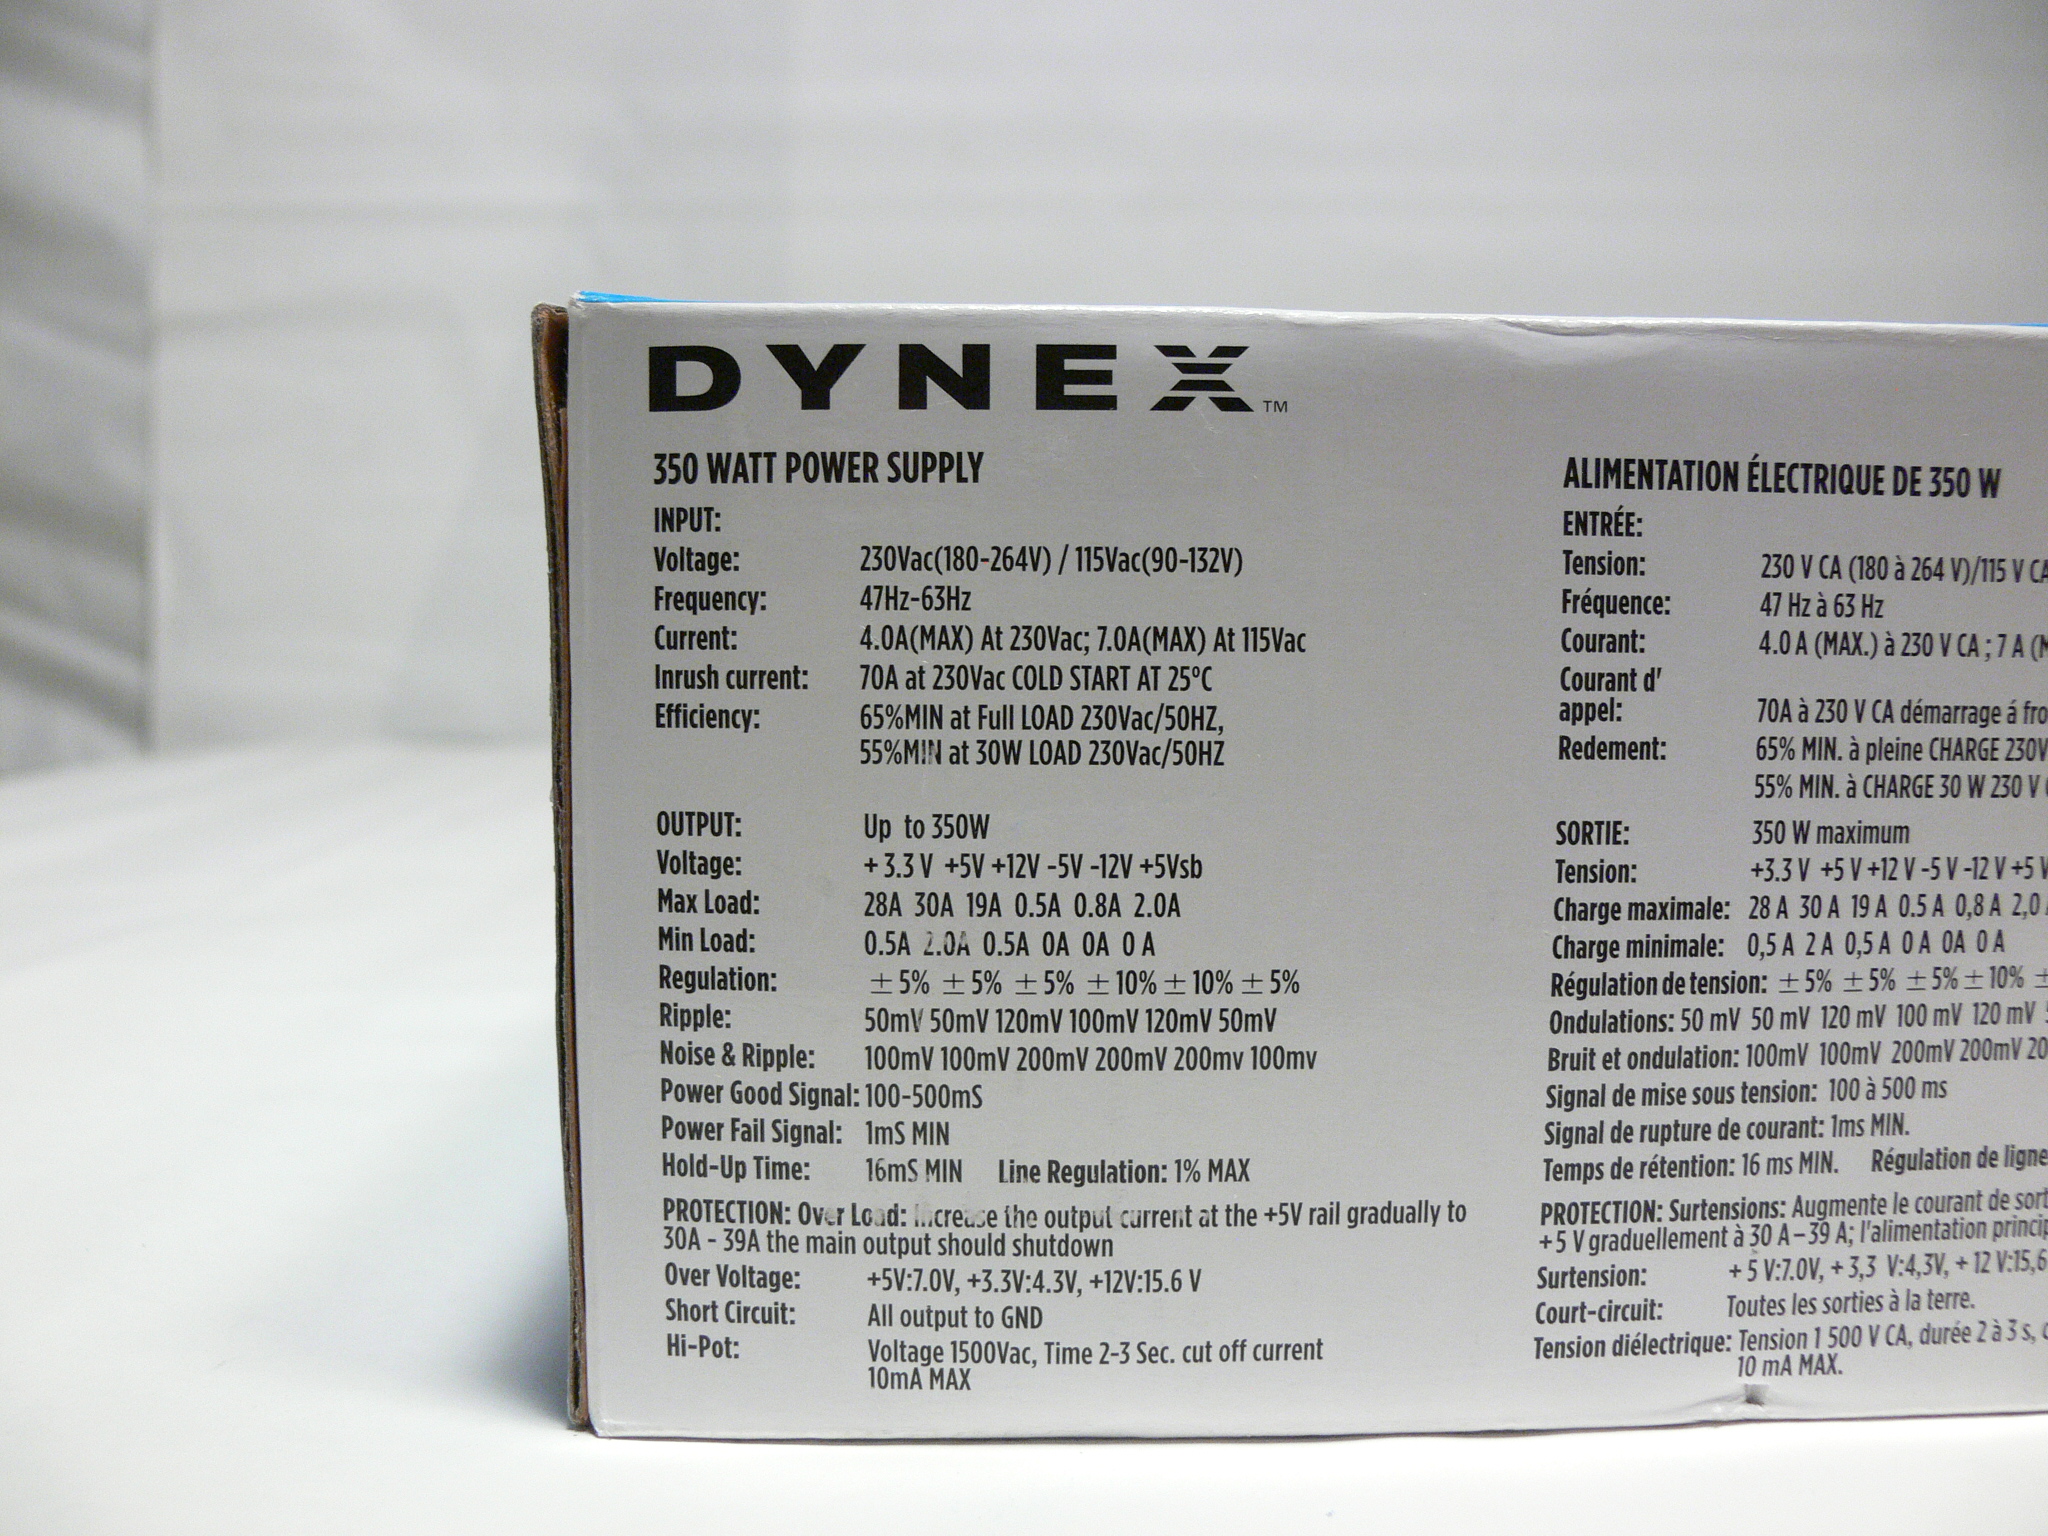 DYNEX™
350 WATT POWER SUPPLY
INPUT:
Voltage: 230Vac(180-264V) / 115Vac(90-132V)
Frequency: 47Hz-63Hz
Current: 4.0A(MAX) At 230Vac; 7.0A(MAX) At 115Vac
Inrush current: 70A at 230Vac COLD START AT 25°C
Efficiency: 65%MIN at Full LOAD 230Vac/50HZ,
55%MIN at 30W LOAD 230Vac/50HZ
OUTPUT: Up to 350W
Voltage: + 3.3 V +5V +12V -5V -12V +5Vsb
Max Load: 28A 30A 19A 0.5A 0.8A 2.0A
Min Load: 0.5A 2.0A 0.5A 0A 0A 0 A
Regulation: ± 5% ± 5% ± 5% ± 10% ± 10% ± 5%
Ripple: 50mV 50mV 120mV 100mV 120mV 50mV
Noise & Ripple: 100mV 100mV 200mV 200mV 200mv 100mv
Power Good Signal: 100-500mS
Power Fail Signal: 1mS MIN
Hold-Up Time: 16mS MIN Line Regulation: 1% MAX
PROTECTION: Over Load: Increase the output current at the +5V rail gradually to
30A - 39A the main output should shutdown
Over Voltage: +5V:7.0V, +3.3V:4.3V, +12V:15.6 V
Short Circuit: All output to GND
Hi-Pot: Voltage 1500Vac, Time 2-3 Sec. cut off current
10mA MAX
ALIMENTATION ÉLECTRIQUE DE 350 W
ENTRÉE:
Tension: 230 V CA (180 à 264 V)/115 V CA
Fréquence: 47 Hz à 63 Hz
Courant: 4.0 A (MAX.) à 230 V CA ; 7 A
Courant d'
appel: 70A à 230 V CA démarrage á
Redement: 65% MIN. à pleine CHARGE 230V
55% MIN. à CHARGE 30 W 230 V
SORTIE: 350 W maximum
Tension: +3.3 V +5 V +12 V -5 V -12 V +5 V
Charge maximale: 28 A 30 A 19 A 0.5 A 0,8 A 2,0
Charge minimale: 0,5 A 2 A 0,5 A 0 A 0A 0 A
Régulation de tension: ± 5% ± 5% ± 5% ± 10% ±
Ondulations: 50 mV 50 mV 120 mV 100 mV 120 mV
Bruit et ondulation: 100mV 100mV 200mV 200mV
Signal de mise sous tension: 100 à 500 ms
Signal de rupture de courant: 1ms MIN.
Temps de rétention: 16 ms MIN. Régulation de ligne
PROTECTION: Surtensions: Augmente le courant de
+5 V graduellement à 30 A – 39 A; l'alimentation
Surtension: + 5 V:7.0V, + 3,3 V:4,3V, + 12 V:15,6
Court-circuit: Toutes les sorties à la terre.
Tension diélectrique: Tension 1 500 V CA, durée 2 à 3 s,
10 mA MAX.